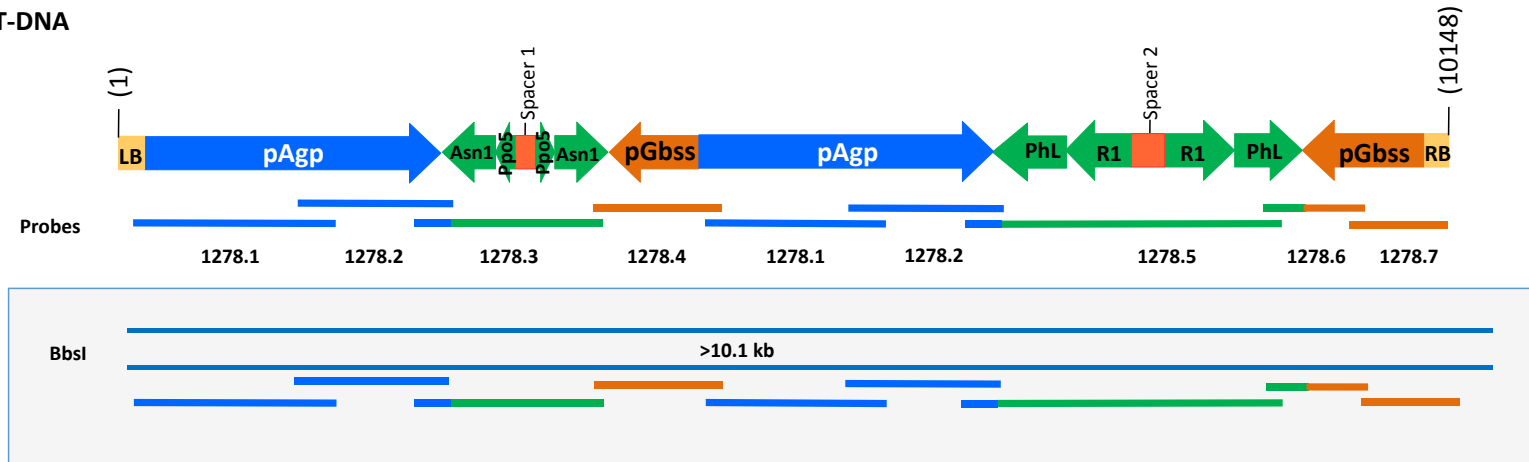 T-DNA
(1)
Spacer 1
Spacer 2
(10148)
LB pAgp Asn1 Ppo5 Ppo5 Asn1 pGbss pAgp PhL R1 R1 PhL pGbss RB
Probes
1278.1 1278.2 1278.3 1278.4 1278.1 1278.2 1278.5 1278.6 1278.7
BbsI
>10.1 kb